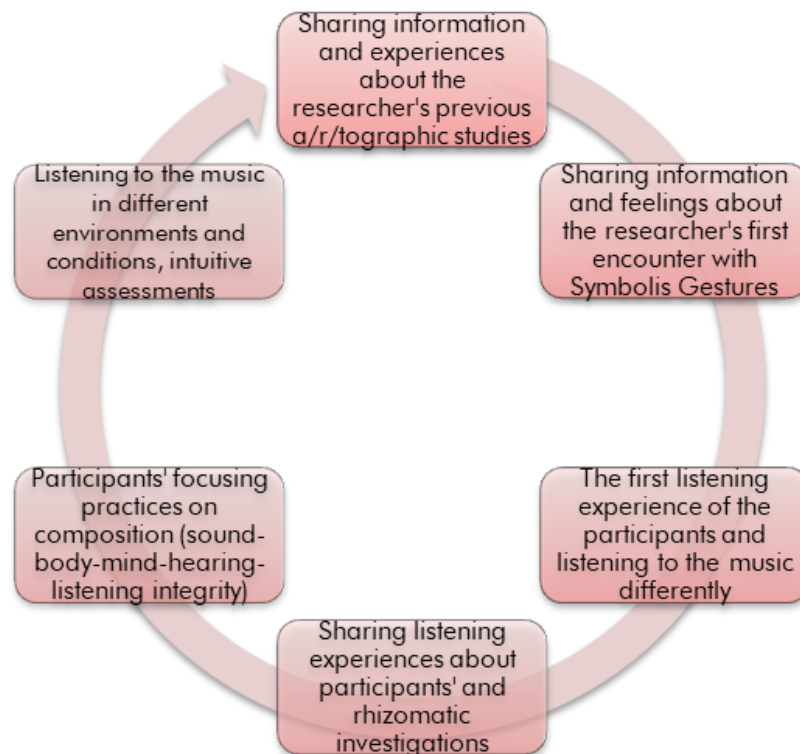 Sharing information
and experiences
about the
researcher's previous
a/r/tographic studies
Sharing information
and feelings about
the researcher's first
encounter with
Symbolis Gestures
The first listening
experience of the
participants and
listening to the music
differently
Sharing listening
experiences about
participants' and
rhizomatic
investigations
Participants' focusing
practices on
composition (sound-
body-mind-hearing-
listening integrity)
Listening to the music
in different
environments and
conditions, intuitive
assessments